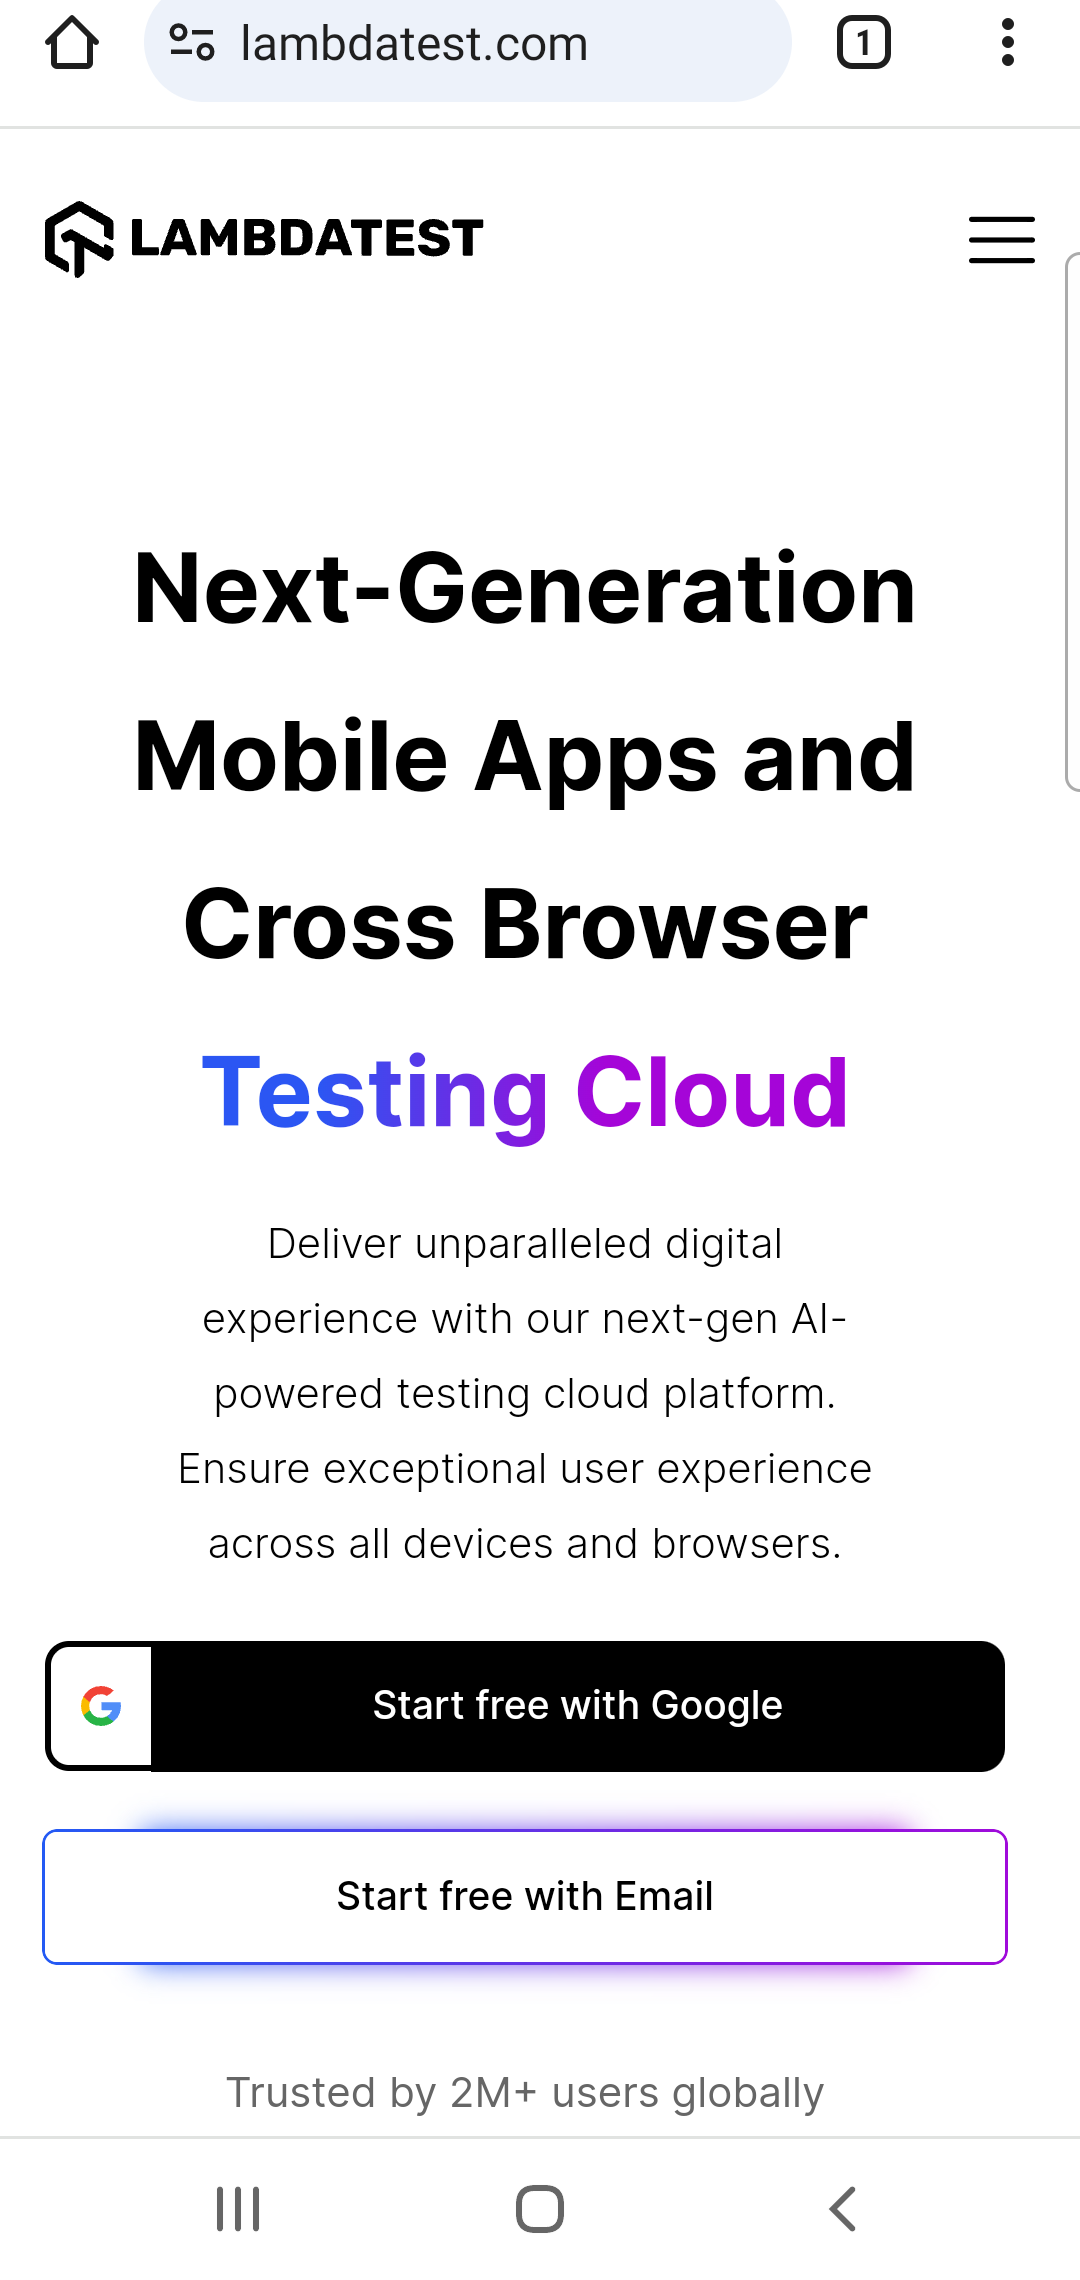 lambdatest.com
1
LAMBDATEST
Next-Generation
Mobile Apps and
Cross Browser
Testing Cloud
Deliver unparalleled digital
experience with our next-gen AI-
powered testing cloud platform.
Ensure exceptional user experience
across all devices and browsers.
Start free with Google
Start free with Email
Trusted by 2M+ users globally